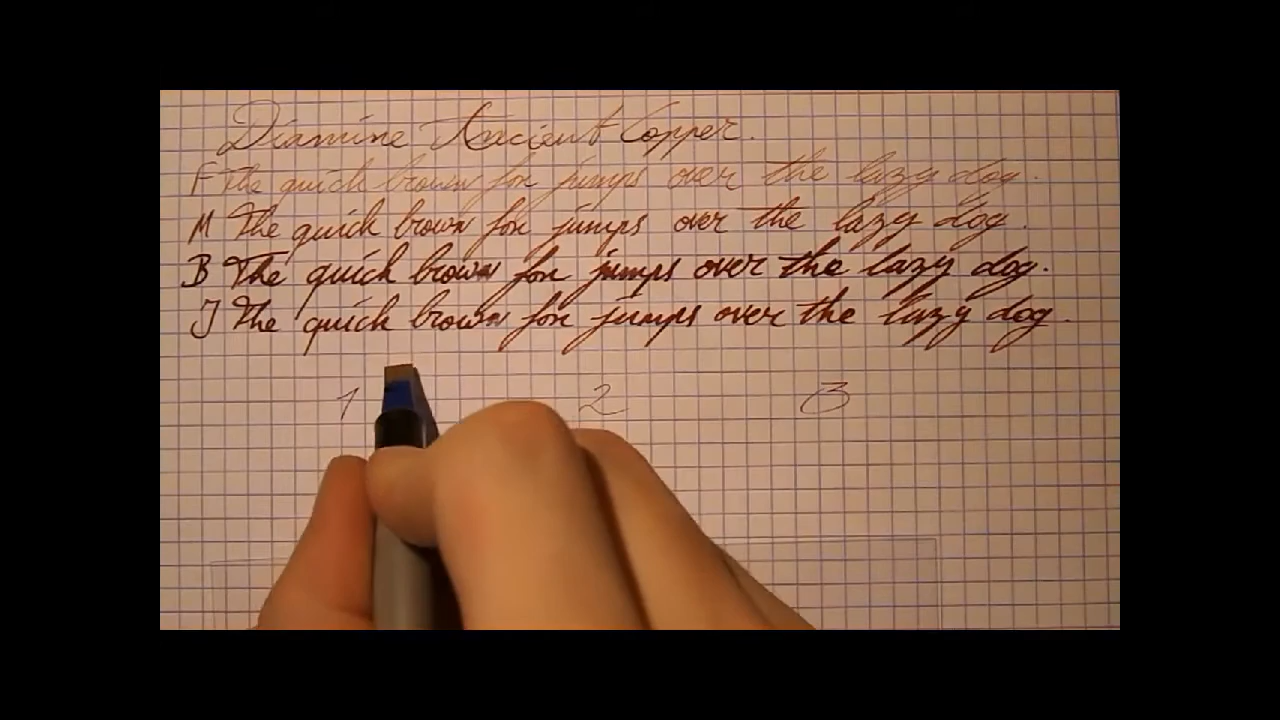 Diamine Ancient Copper.
F The quick brown fox jumps over the lazy dog.
M The quick brown fox jumps over the lazy dog.
B The quick brown fox jumps over the lazy dog.
J The quick brown fox jumps over the lazy dog.
1 2 3